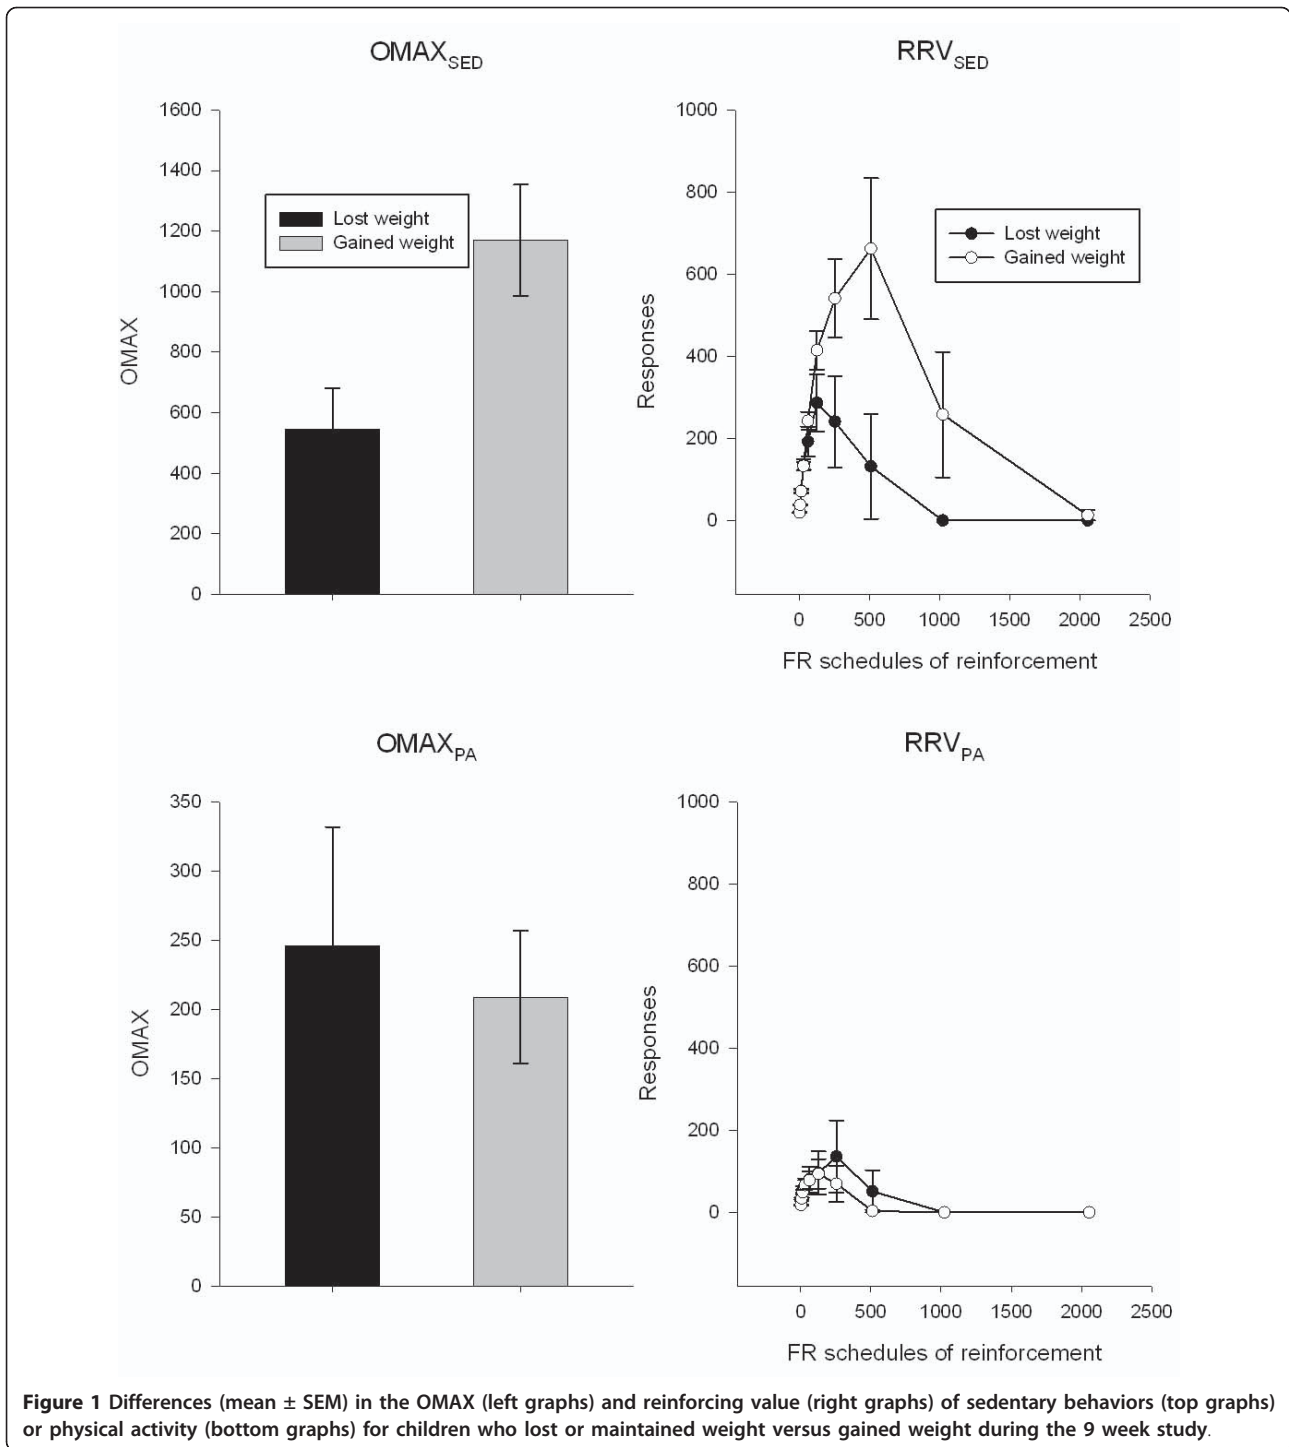 OMAXSED
1600
1400
1200
1000
800
600
400
200
0
OMAX
Lost weight
Gained weight
RRVSED
1000
800
600
400
200
0
Responses
Lost weight
Gained weight
0 500 1000 1500 2000 2500
FR schedules of reinforcement
OMAXPA
350
300
250
200
150
100
50
0
OMAX
RRVPA
1000
800
600
400
200
0
Responses
0 500 1000 1500 2000 2500
FR schedules of reinforcement
Figure 1 Differences (mean ± SEM) in the OMAX (left graphs) and reinforcing value (right graphs) of sedentary behaviors (top graphs)
or physical activity (bottom graphs) for children who lost or maintained weight versus gained weight during the 9 week study.